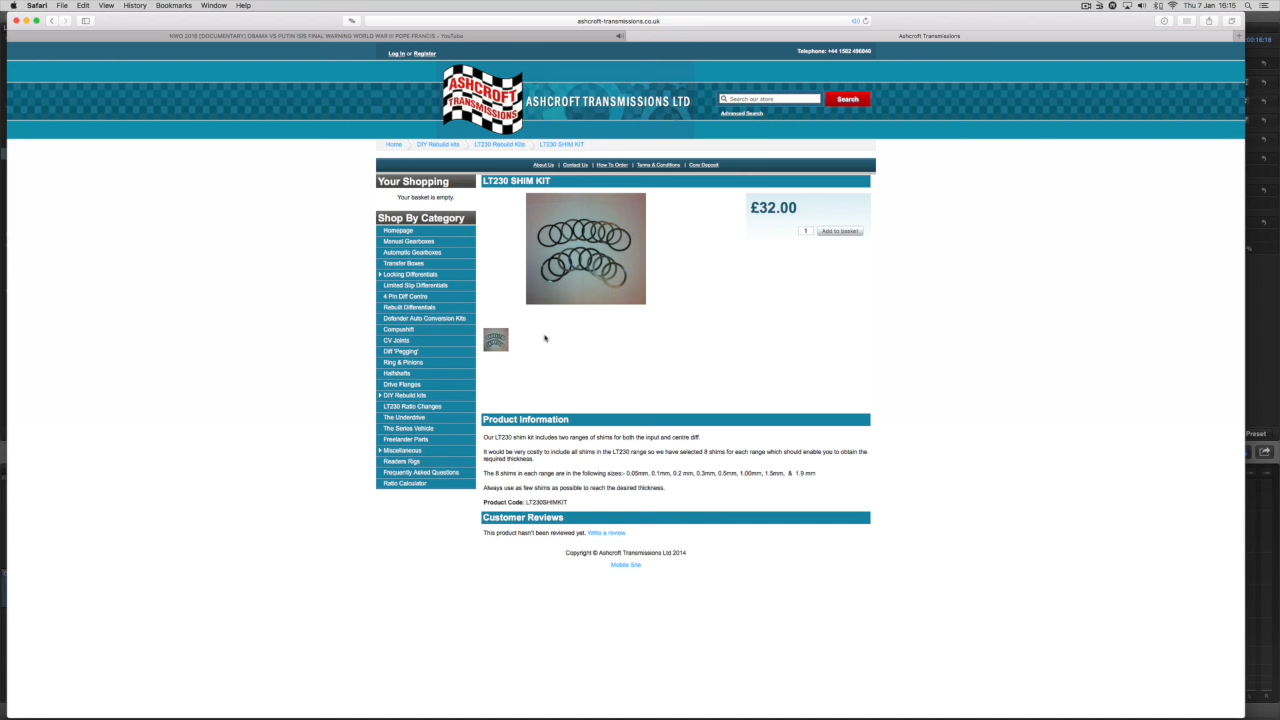 Safari File Edit View History Bookmarks Window Help
Thu 7 Jan 16:15
ashcroft-transmissions.co.uk
NWO 2016 [DOCUMENTARY] OBAMA VS PUTIN ISIS FINAL WARNING WORLD WAR III POPE FRANCIS - YouTube
Ashcroft Transmissions
00:16:18
Log In or Register
Telephone: +44 1582 496040
ASHCROFT TRANSMISSIONS
ASHCROFT TRANSMISSIONS LTD
Search our store
Search
Advanced Search
Home
DIY Rebuild kits
LT230 Rebuild Kits
LT230 SHIM KIT
About Us | Contact Us | How To Order | Terms & Conditions | Core Deposit
Your Shopping
Your basket is empty.
LT230 SHIM KIT
£32.00
1
Add to basket
Shop By Category
Homepage
Manual Gearboxes
Automatic Gearboxes
Transfer Boxes
Locking Differentials
Limited Slip Differentials
4 Pin Diff Centre
Rebuilt Differentials
Defender Auto Conversion Kits
Compushift
CV Joints
Diff 'Pegging'
Ring & Pinions
Halfshafts
Drive Flanges
DIY Rebuild kits
LT230 Ratio Changes
The Underdrive
The Series Vehicle
Freelander Parts
Miscellaneous
Readers Rigs
Frequently Asked Questions
Ratio Calculator
Product Information
Our LT230 shim kit includes two ranges of shims for both the input and centre diff.
It would be very costly to include all shims in the LT230 range so we have selected 8 shims for each range which should enable you to obtain the
required thickness.
The 8 shims in each range are in the following sizes:- 0.05mm, 0.1mm, 0.2 mm, 0.3mm, 0.5mm, 1.00mm, 1.5mm, & 1.9 mm
Always use as few shims as possible to reach the desired thickness.
Product Code: LT230SHIMKIT
Customer Reviews
This product hasn't been reviewed yet. Write a review
Copyright © Ashcroft Transmissions Ltd 2014
Mobile Site
Preset